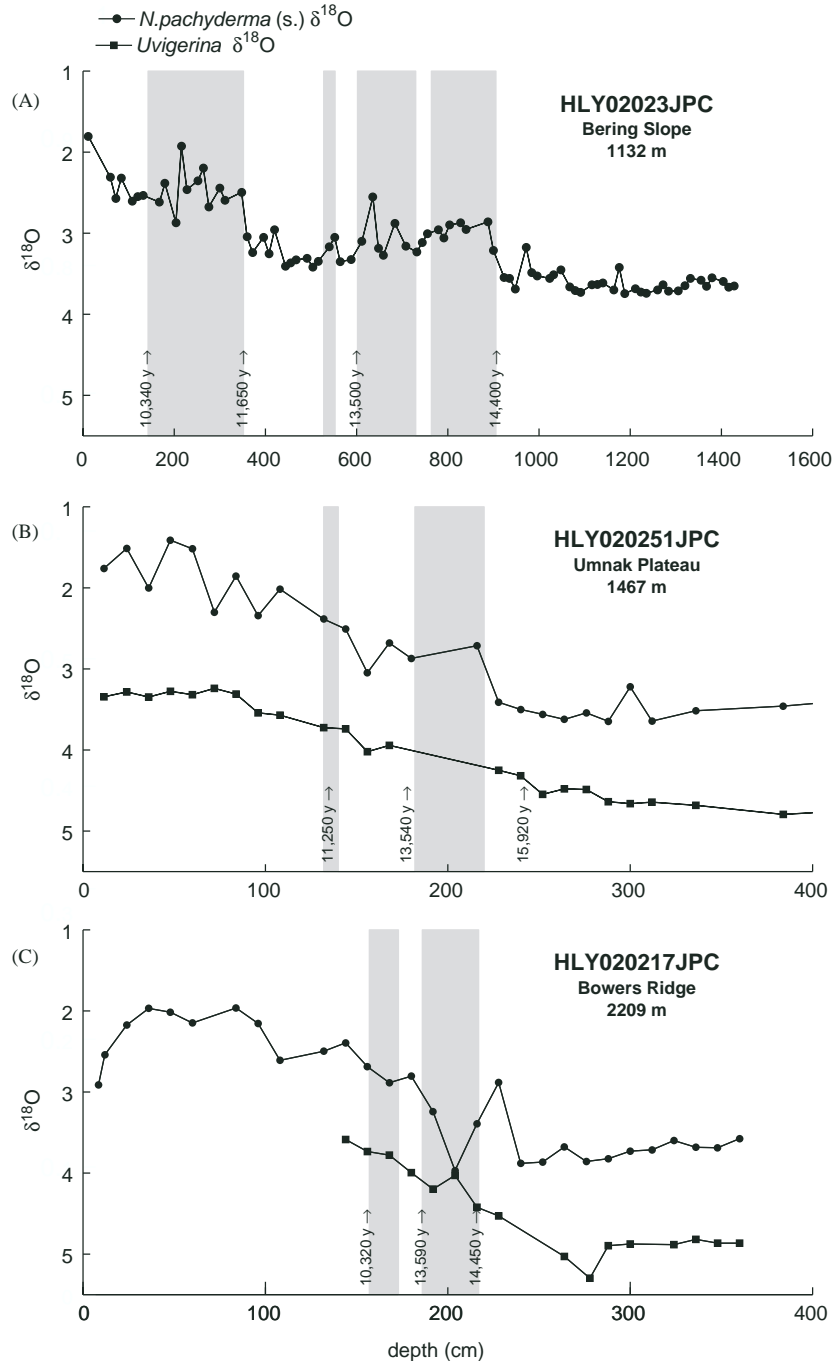 N.pachyderma (s.) δ18O
Uvigerina δ18O
(A)
HLY02023JPC
Bering Slope
1132 m
1
2
3
4
5
δ18O
10,340 y →
11,650 y →
13,500 y →
14,400 y →
0 200 400 600 800 1000 1200 1400 1600
(B)
HLY020251JPC
Umnak Plateau
1467 m
1
2
3
4
5
δ18O
11,250 y →
13,540 y →
15,920 y →
0 100 200 300 400
(C)
HLY020217JPC
Bowers Ridge
2209 m
1
2
3
4
5
δ18O
10,320 y →
13,590 y →
14,450 y →
0 100 200 300 400
depth (cm)